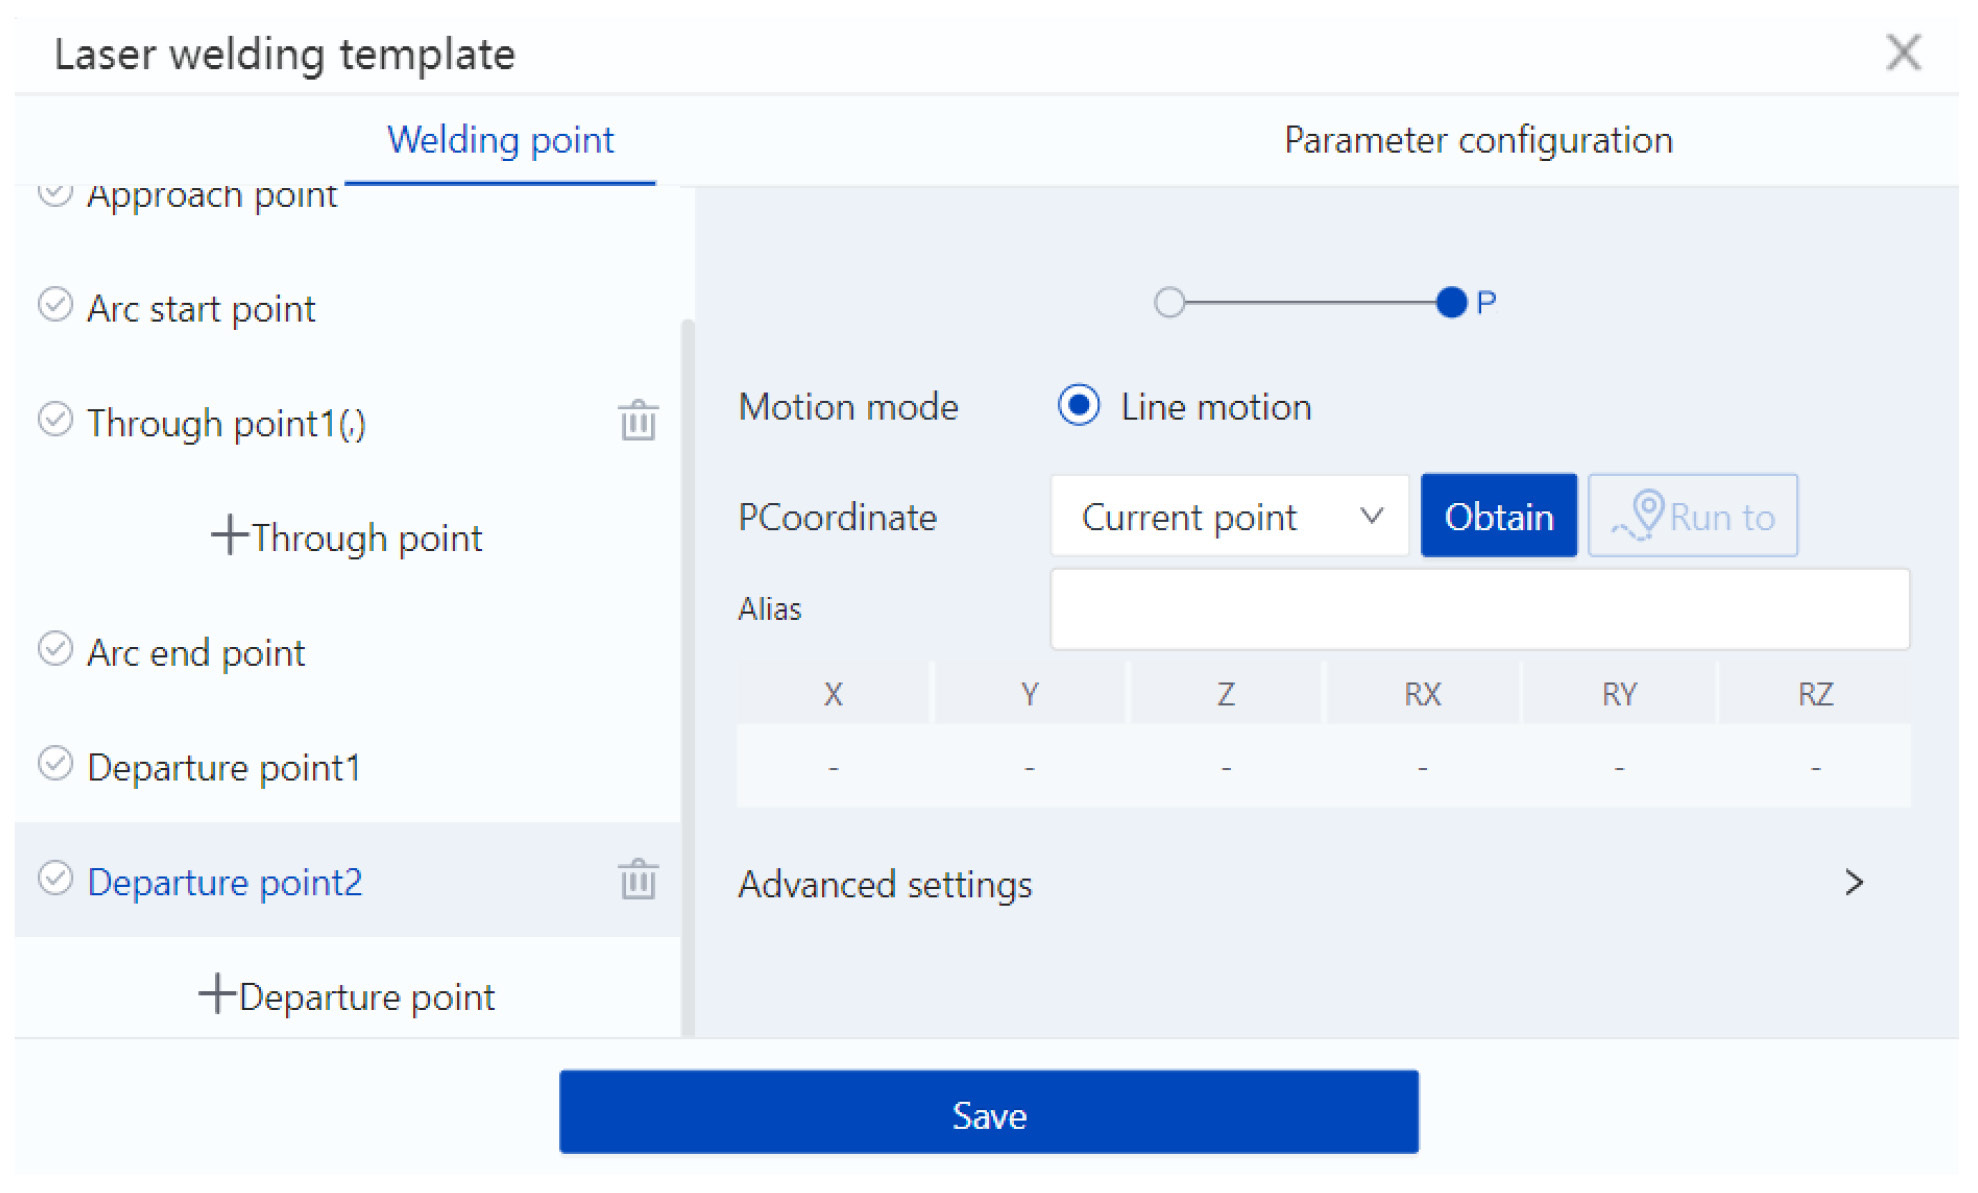 Laser welding template
Welding point
Parameter configuration
Approach point
Arc start point
Through point1(,)
+Through point
Arc end point
Departure point1
Departure point2
+Departure point
P
Motion mode
Line motion
PCoordinate
Current point
Obtain
Run to
Alias
X Y Z RX RY RZ
- - - - - -
Advanced settings
Save